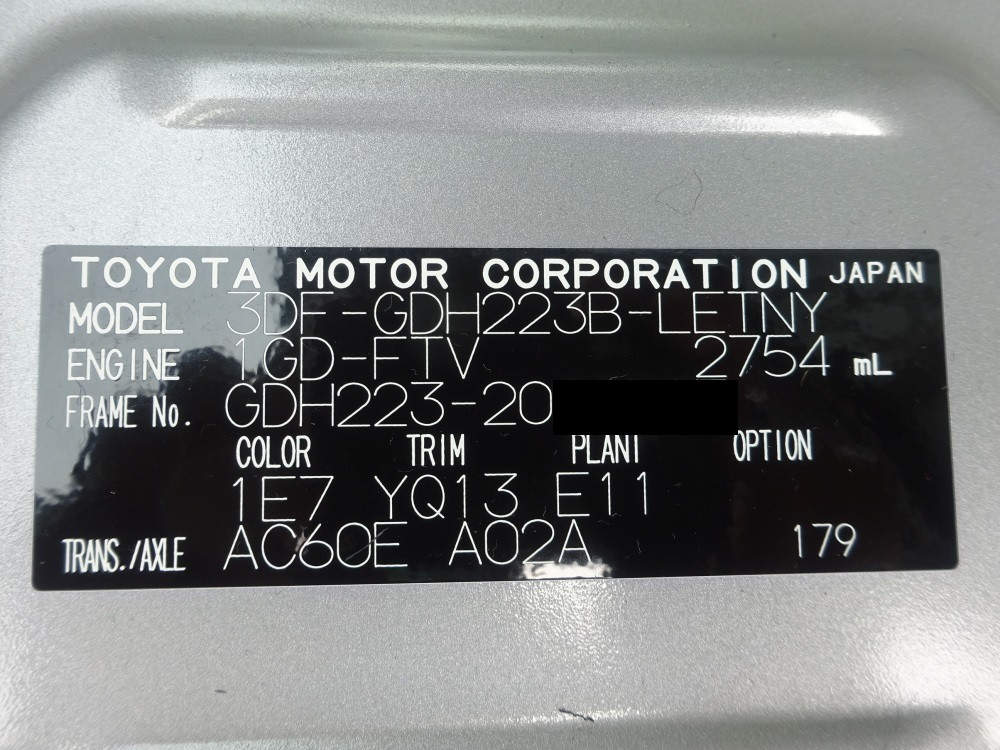 TOYOTA MOTOR CORPORATION JAPAN
MODEL 3DF-GDH223B-LETNY
ENGINE 1GD-FTV 2754 mL
FRAME No. GDH223-20
COLOR TRIM PLANT OPTION
1E7 YQ13 E11
TRANS./AXLE AC60E A02A 179